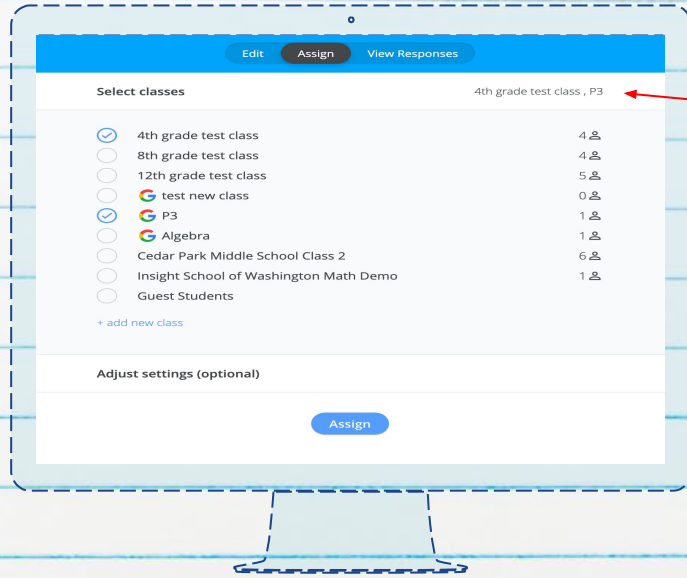 Edit Assign View Responses
Select classes 4th grade test class , P3
4th grade test class 4
8th grade test class 4
12th grade test class 5
test new class 0
P3 1
Algebra 1
Cedar Park Middle School Class 2 6
Insight School of Washington Math Demo 1
Guest Students
+ add new class
Adjust settings (optional)
Assign